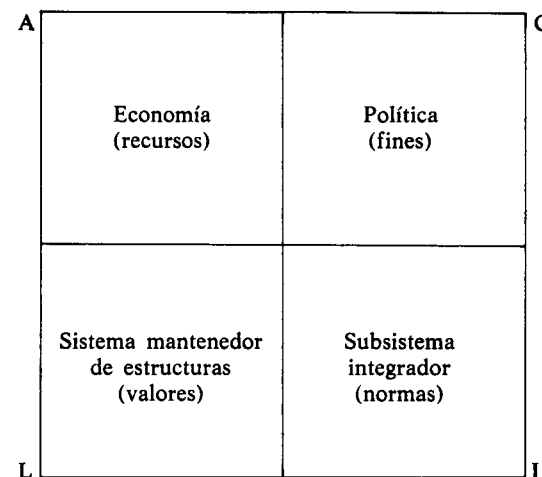 A
Economía
(recursos)
Política
(fines)
Sistema mantenedor
de estructuras
(valores)
Subsistema
integrador
(normas)
L
I